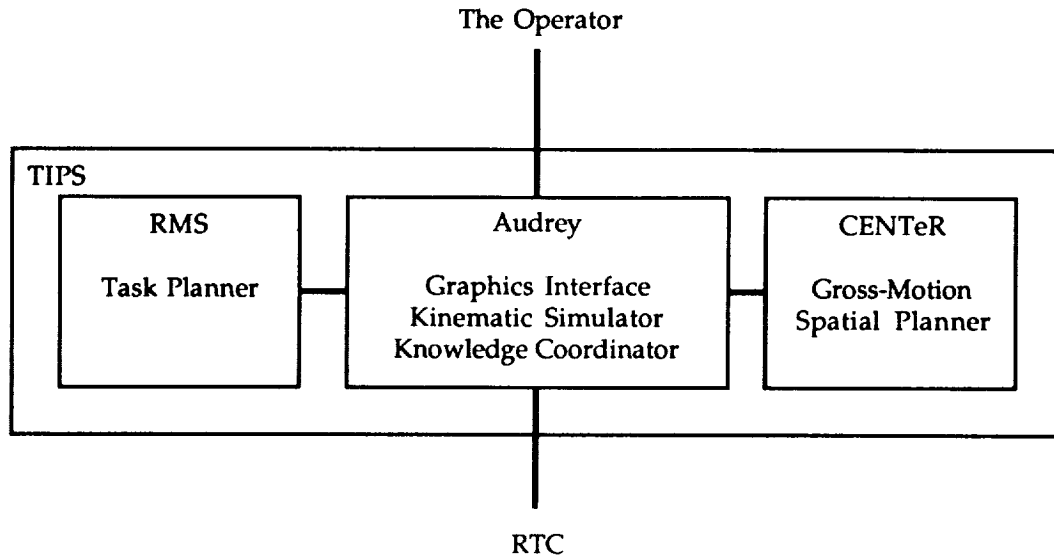 The Operator
TIPS
RMS
Task Planner
Audrey
Graphics Interface
Kinematic Simulator
Knowledge Coordinator
CENTeR
Gross-Motion
Spatial Planner
RTC